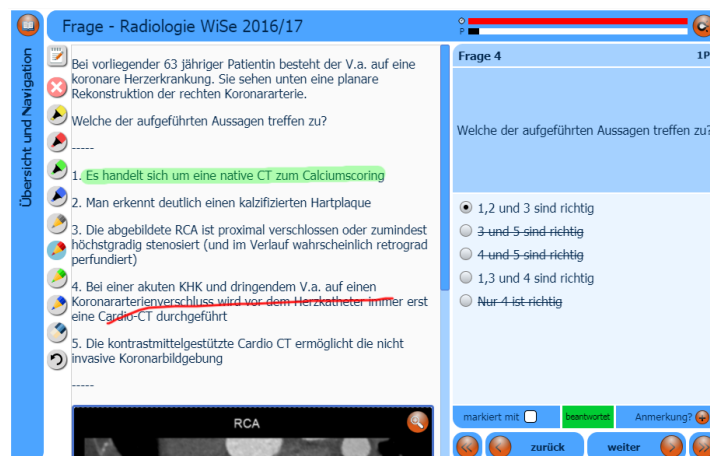 Frage - Radiologie WiSe 2016/17
P
Übersicht und Navigation
Bei vorliegender 63 jähriger Patientin besteht der V.a. auf eine
koronare Herzerkrankung. Sie sehen unten eine planare
Rekonstruktion der rechten Koronararterie.
Welche der aufgeführten Aussagen treffen zu?
-----
1. Es handelt sich um eine native CT zum Calciumscoring
2. Man erkennt deutlich einen kalzifizierten Hartplaque
3. Die abgebildete RCA ist proximal verschlossen oder zumindest
höchstgradig stenosiert (und im Verlauf wahrscheinlich retrograd
perfundiert)
4. Bei einer akuten KHK und dringendem V.a. auf einen
Koronararterienverschluss wird vor dem Herzkatheter immer erst
eine Cardio-CT durchgeführt
5. Die kontrastmittelgestützte Cardio CT ermöglicht die nicht
invasive Koronarbildgebung
-----
RCA
Frage 4 1P
Welche der aufgeführten Aussagen treffen zu?
1,2 und 3 sind richtig
3 und 5 sind richtig
4 und 5 sind richtig
1,3 und 4 sind richtig
Nur 4 ist richtig
markiert mit beantwortet Anmerkung?
zurück weiter